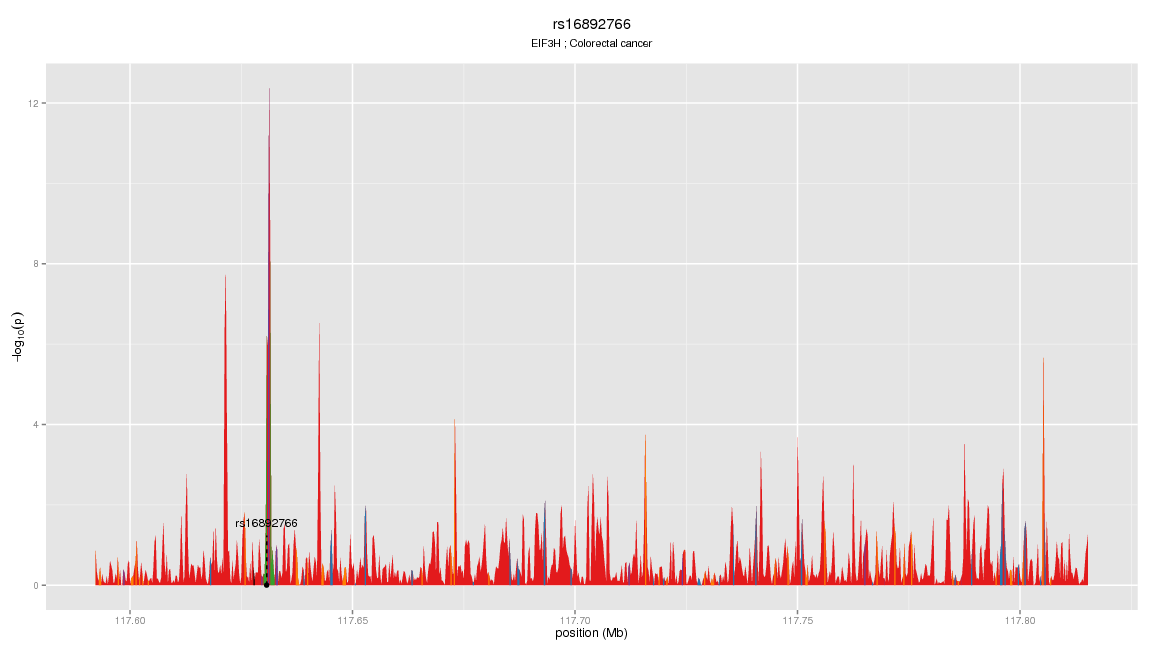 rs16892766
EIF3H ; Colorectal cancer
12
8
4
0
−log10(p)
rs16892766
117.60
117.65
117.70
117.75
117.80
position (Mb)